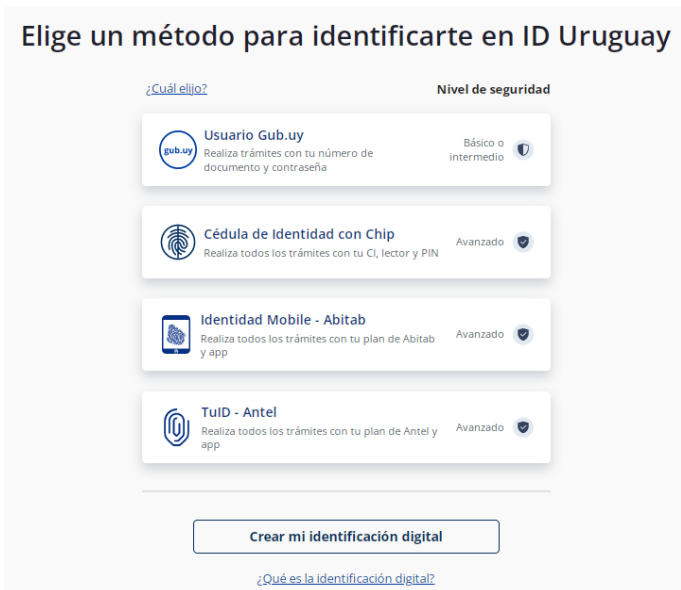 Elige un método para identificarte en ID Uruguay
¿Cuál elijo?
Nivel de seguridad
gub.uy
Usuario Gub.uy
Realiza trámites con tu número de
documento y contraseña
Básico o
intermedio
Cédula de Identidad con Chip
Realiza todos los trámites con tu CI, lector y PIN
Avanzado
Identidad Mobile - Abitab
Realiza todos los trámites con tu plan de Abitab
y app
Avanzado
TuID - Antel
Realiza todos los trámites con tu plan de Antel y
app
Avanzado
Crear mi identificación digital
¿Qué es la identificación digital?